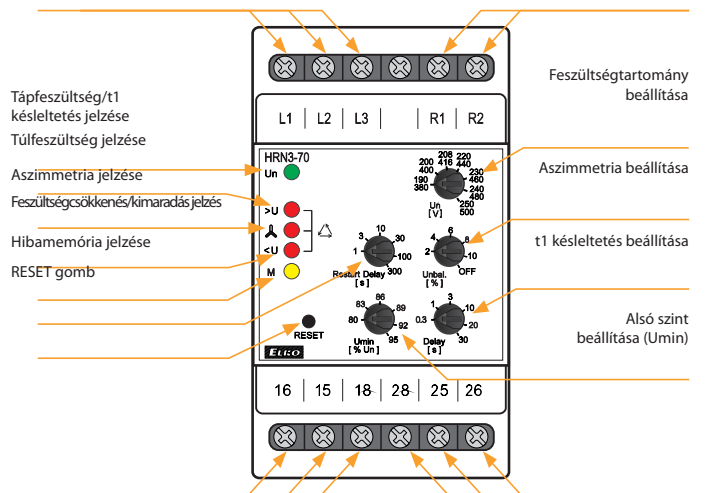 Tápfeszültség/t1
késleltetés jelzése
Túlfeszültség jelzése
Aszimmetria jelzése
Feszültségcsökkenés/kimaradás jelzés
Hibamemória jelzése
RESET gomb
L1 | L2 | L3 | | R1 | R2
HRN3-70
Un
>U
<U
M
RESET
ELKO
190
380
200
400
208
416
220
440
230
460
240
480
250
500
Un
[V]
1 3 10 30 100 300
Restart Delay
[s]
2 4 6 8 10 OFF
Unbal.
[%]
80 83 86 89 92 95
Umin
[% Un]
0.3 1 3 10 20 30
Delay
[s]
16 | 15 | 18 | 28 | 25 | 26
Feszültségtartomány
beállítása
Aszimmetria beállítása
t1 késleltetés beállítása
Alsó szint
beállítása (Umin)